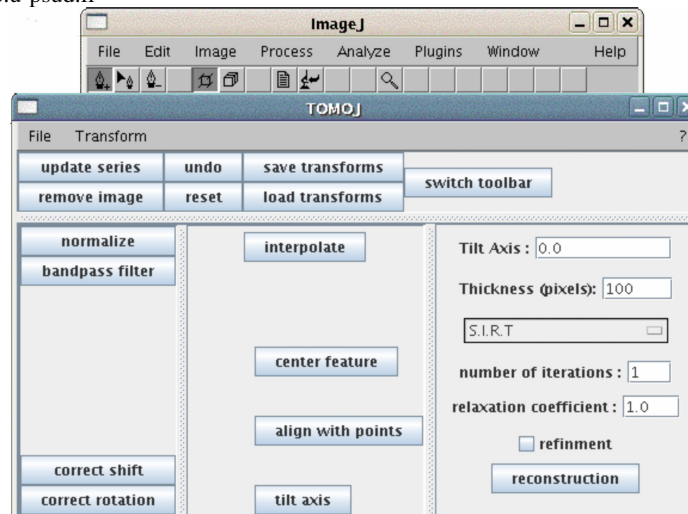 ImageJ
File Edit Image Process Analyze Plugins Window Help
TOMOJ
File Transform ?
update series undo save transforms
switch toolbar
remove image reset load transforms
normalize
interpolate
Tilt Axis : 0.0
bandpass filter
Thickness (pixels): 100
S.I.R.T
center feature
number of iterations : 1
relaxation coefficient : 1.0
align with points
refinment
correct shift
reconstruction
correct rotation
tilt axis